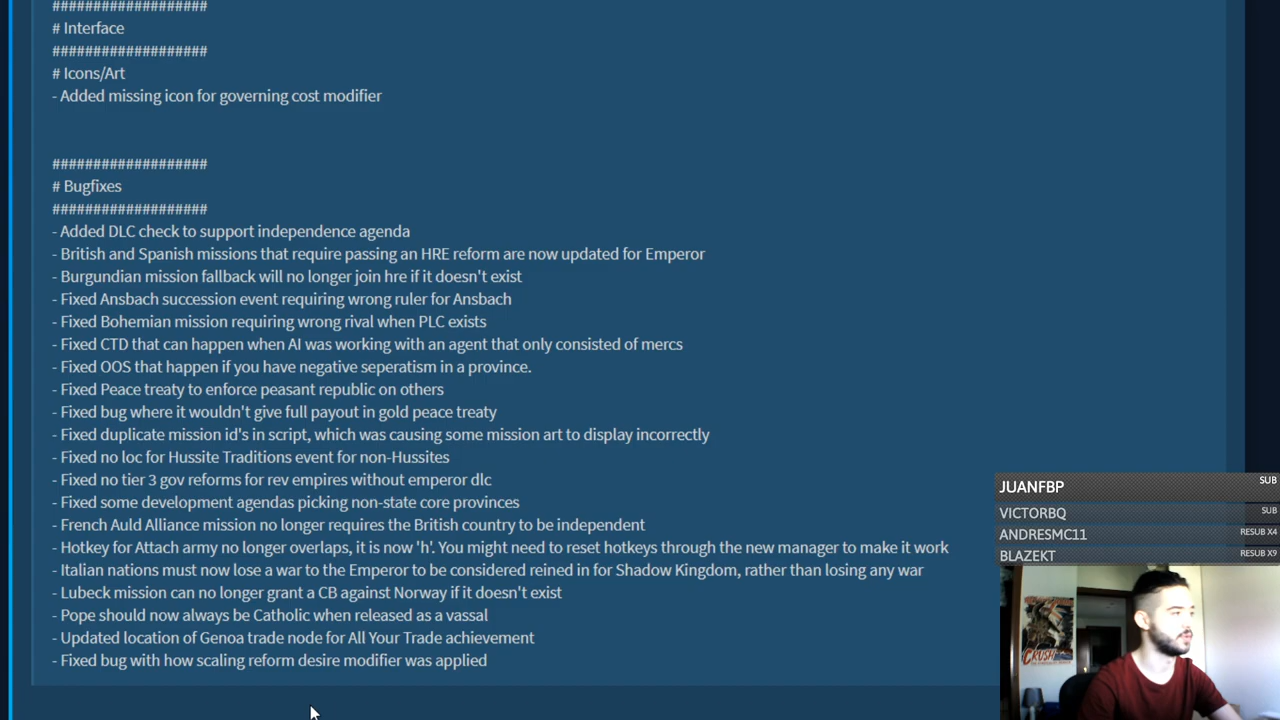 ###################
# Interface
###################
# Icons/Art
- Added missing icon for governing cost modifier
###################
# Bugfixes
###################
- Added DLC check to support independence agenda
- British and Spanish missions that require passing an HRE reform are now updated for Emperor
- Burgundian mission fallback will no longer join hre if it doesn't exist
- Fixed Ansbach succession event requiring wrong ruler for Ansbach
- Fixed Bohemian mission requiring wrong rival when PLC exists
- Fixed CTD that can happen when AI was working with an agent that only consisted of mercs
- Fixed OOS that happen if you have negative seperatism in a province.
- Fixed Peace treaty to enforce peasant republic on others
- Fixed bug where it wouldn't give full payout in gold peace treaty
- Fixed duplicate mission id's in script, which was causing some mission art to display incorrectly
- Fixed no loc for Hussite Traditions event for non-Hussites
- Fixed no tier 3 gov reforms for rev empires without emperor dlc
- Fixed some development agendas picking non-state core provinces
- French Auld Alliance mission no longer requires the British country to be independent
- Hotkey for Attach army no longer overlaps, it is now 'h'. You might need to reset hotkeys through the new manager to make it work
- Italian nations must now lose a war to the Emperor to be considered reined in for Shadow Kingdom, rather than losing any war
- Lubeck mission can no longer grant a CB against Norway if it doesn't exist
- Pope should now always be Catholic when released as a vassal
- Updated location of Genoa trade node for All Your Trade achievement
- Fixed bug with how scaling reform desire modifier was applied
JUANFBP SUB
VICTORBQ SUB
ANDRESMC11 RESUB X4
BLAZEKT RESUB X9